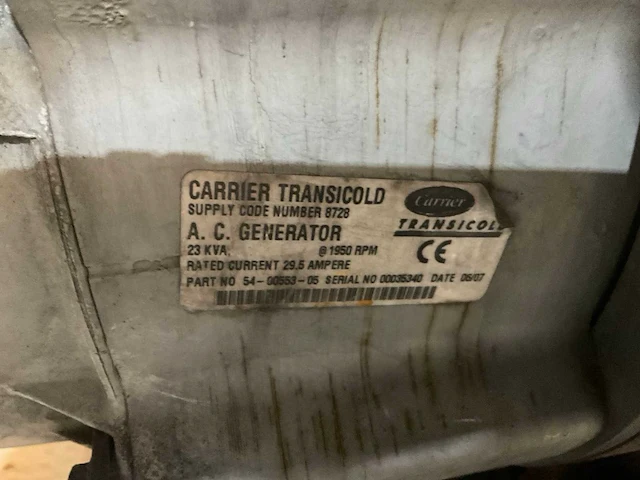 CARRIER TRANSICOLD
SUPPLY CODE NUMBER 8728
A. C. GENERATOR
23 KVA, @ 1950 RPM
RATED CURRENT 29.5 AMPERE
PART NO 54-00553-05 SERIAL NO 00035340 DATE 06/07
Carrier
TRANSICOLD
CE